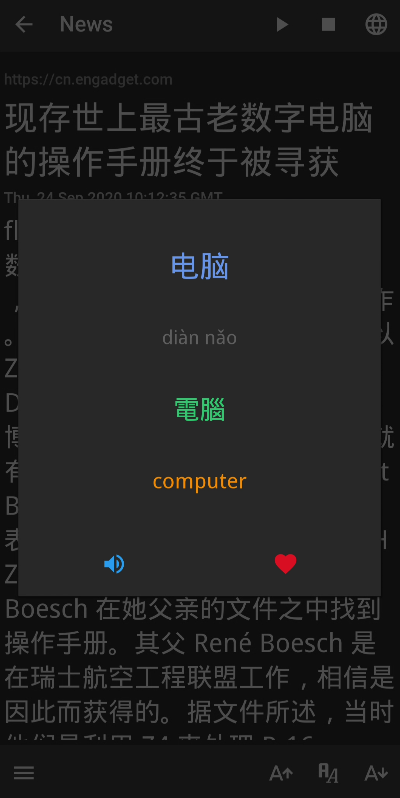 News
https://cn.engadget.com
现存世上最古老数字电脑
的操作手册终于被寻获
Thu, 24 Sep 2020 10:12:35 GMT
电脑
diàn nǎo
電腦
computer
Boesch 在她父亲的文件之中找到
操作手册。其父 René Boesch 是
在瑞士航空工程联盟工作，相信是
因此而获得的。据文件所述，当时